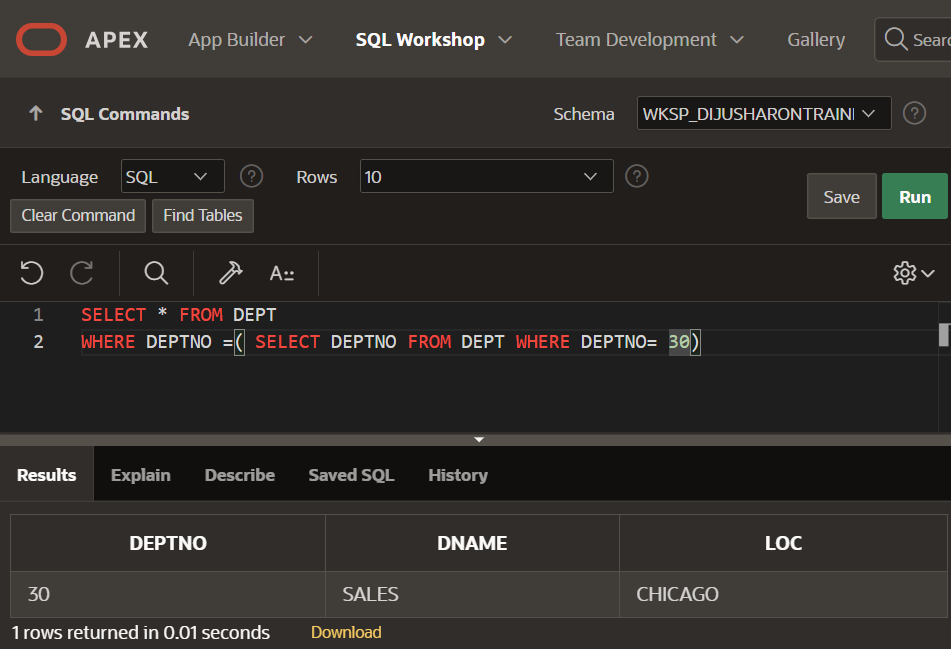 APEX App Builder SQL Workshop Team Development Gallery
SQL Commands Schema WKSP_DIJUSHARONTRAINI ?
Language SQL ? Rows 10 ?
Clear Command Find Tables Save Run
A::
1 SELECT * FROM DEPT
2 WHERE DEPTNO =( SELECT DEPTNO FROM DEPT WHERE DEPTNO= 30)
Results Explain Describe Saved SQL History
DEPTNO DNAME LOC
30 SALES CHICAGO
1 rows returned in 0.01 seconds Download